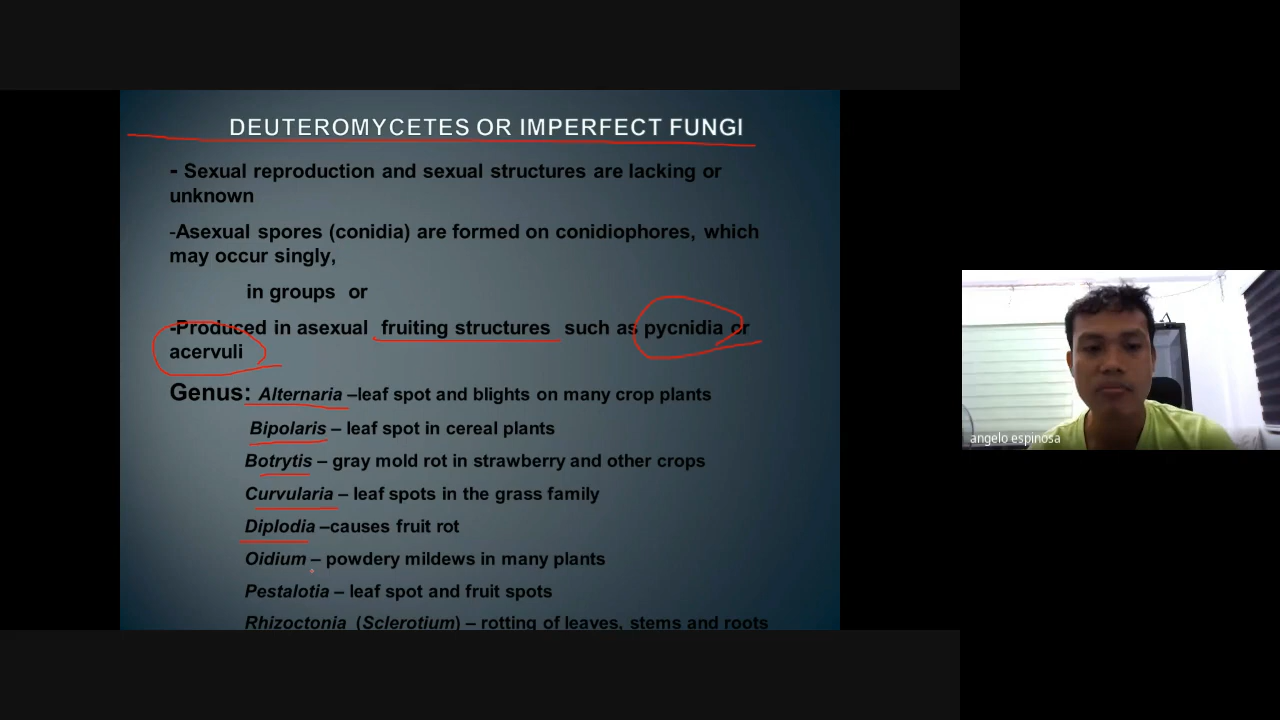 DEUTEROMYCETES OR IMPERFECT FUNGI
- Sexual reproduction and sexual structures are lacking or
unknown
-Asexual spores (conidia) are formed on conidiophores, which
may occur singly,
in groups or
-Produced in asexual fruiting structures such as pycnidia or
acervuli
Genus: Alternaria –leaf spot and blights on many crop plants
Bipolaris – leaf spot in cereal plants
Botrytis – gray mold rot in strawberry and other crops
Curvularia – leaf spots in the grass family
Diplodia –causes fruit rot
Oidium – powdery mildews in many plants
Pestalotia – leaf spot and fruit spots
Rhizoctonia (Sclerotium) – rotting of leaves, stems and roots
angelo espinosa